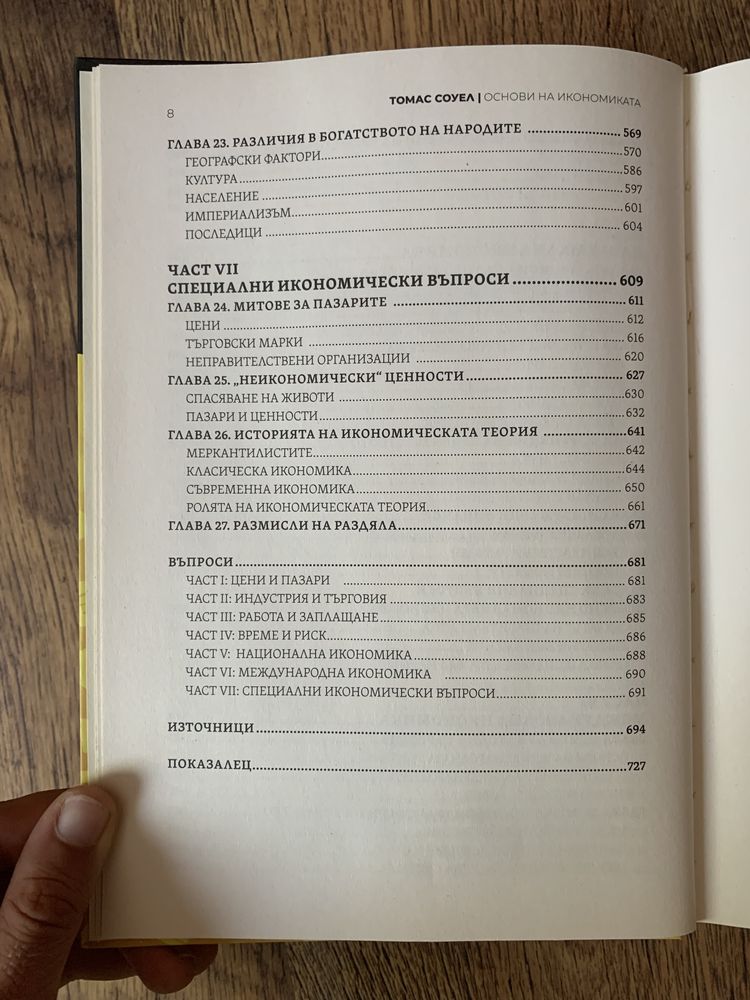 8
ТОМАС СОУЕЛ | ОСНОВИ НА ИКОНОМИКАТА
ГЛАВА 23. РАЗЛИЧИЯ В БОГАТСТВОТО НА НАРОДИТЕ ........................ 569
ГЕОГРАФСКИ ФАКТОРИ........................ 570
КУЛТУРА........................ 586
НАСЕЛЕНИЕ ........................ 597
ИМПЕРИАЛИЗЪМ........................ 601
ПОСЛЕДИЦИ ........................ 604
ЧАСТ VII
СПЕЦИАЛНИ ИКОНОМИЧЕСКИ ВЪПРОСИ........................ 609
ГЛАВА 24. МИТОВЕ ЗА ПАЗАРИТЕ ........................ 611
ЦЕНИ ........................ 612
ТЪРГОВСКИ МАРКИ ........................ 616
НЕПРАВИТЕЛСТВЕНИ ОРГАНИЗАЦИИ ........................ 620
ГЛАВА 25. „НЕИКОНОМИЧЕСКИ“ ЦЕННОСТИ........................ 627
СПАСЯВАНЕ НА ЖИВОТИ ........................ 630
ПАЗАРИ И ЦЕННОСТИ........................ 632
ГЛАВА 26. ИСТОРИЯТА НА ИКОНОМИЧЕСКАТА ТЕОРИЯ ........................ 641
МЕРКАНТИЛИСТИТЕ........................ 642
КЛАСИЧЕСКА ИКОНОМИКА........................ 644
СЪВРЕМЕННА ИКОНОМИКА........................ 650
РОЛЯТА НА ИКОНОМИЧЕСКАТА ТЕОРИЯ........................ 661
ГЛАВА 27. РАЗМИСЛИ НА РАЗДЯЛА........................ 671
ВЪПРОСИ........................ 681
ЧАСТ I: ЦЕНИ И ПАЗАРИ ........................ 681
ЧАСТ II: ИНДУСТРИЯ И ТЪРГОВИЯ ........................ 683
ЧАСТ III: РАБОТА И ЗАПЛАЩАНЕ........................ 685
ЧАСТ IV: ВРЕМЕ И РИСК........................ 686
ЧАСТ V: НАЦИОНАЛНА ИКОНОМИКА ........................ 688
ЧАСТ VI: МЕЖДУНАРОДНА ИКОНОМИКА ........................ 690
ЧАСТ VII: СПЕЦИАЛНИ ИКОНОМИЧЕСКИ ВЪПРОСИ........................ 691
ИЗТОЧНИЦИ ........................ 694
ПОКАЗАЛЕЦ........................727